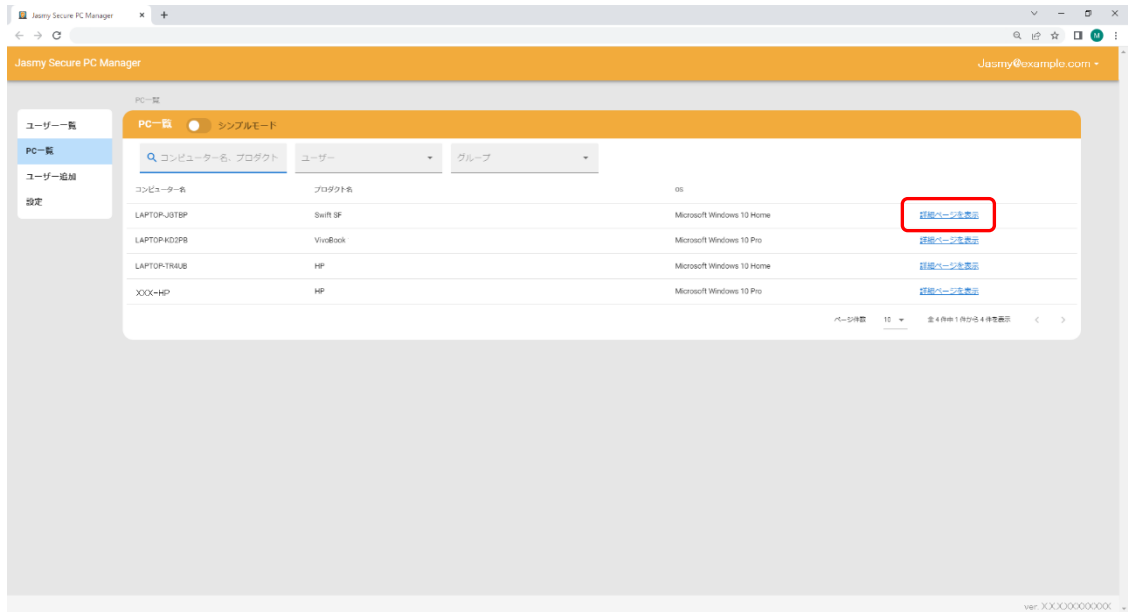 Jasmy Secure PC Manager
Jasmy Secure PC Manager
Jasmy@example.com
PC一覧
ユーザー一覧
PC一覧
ユーザー追加
設定
PC一覧 シンプルモード
コンピューター名、プロダクト ユーザー グループ
コンピューター名 プロダクト名 OS
LAPTOP-JGTBP Swift SF Microsoft Windows 10 Home 詳細ページを表示
LAPTOP-KD2PB VivoBook Microsoft Windows 10 Pro 詳細ページを表示
LAPTOP-TR4UB HP Microsoft Windows 10 Home 詳細ページを表示
XXX-HP HP Microsoft Windows 10 Pro 詳細ページを表示
ページ件数 10 全 4 件中 1 件から 4 件を表示
ver. X.X.XXXXXXXXX